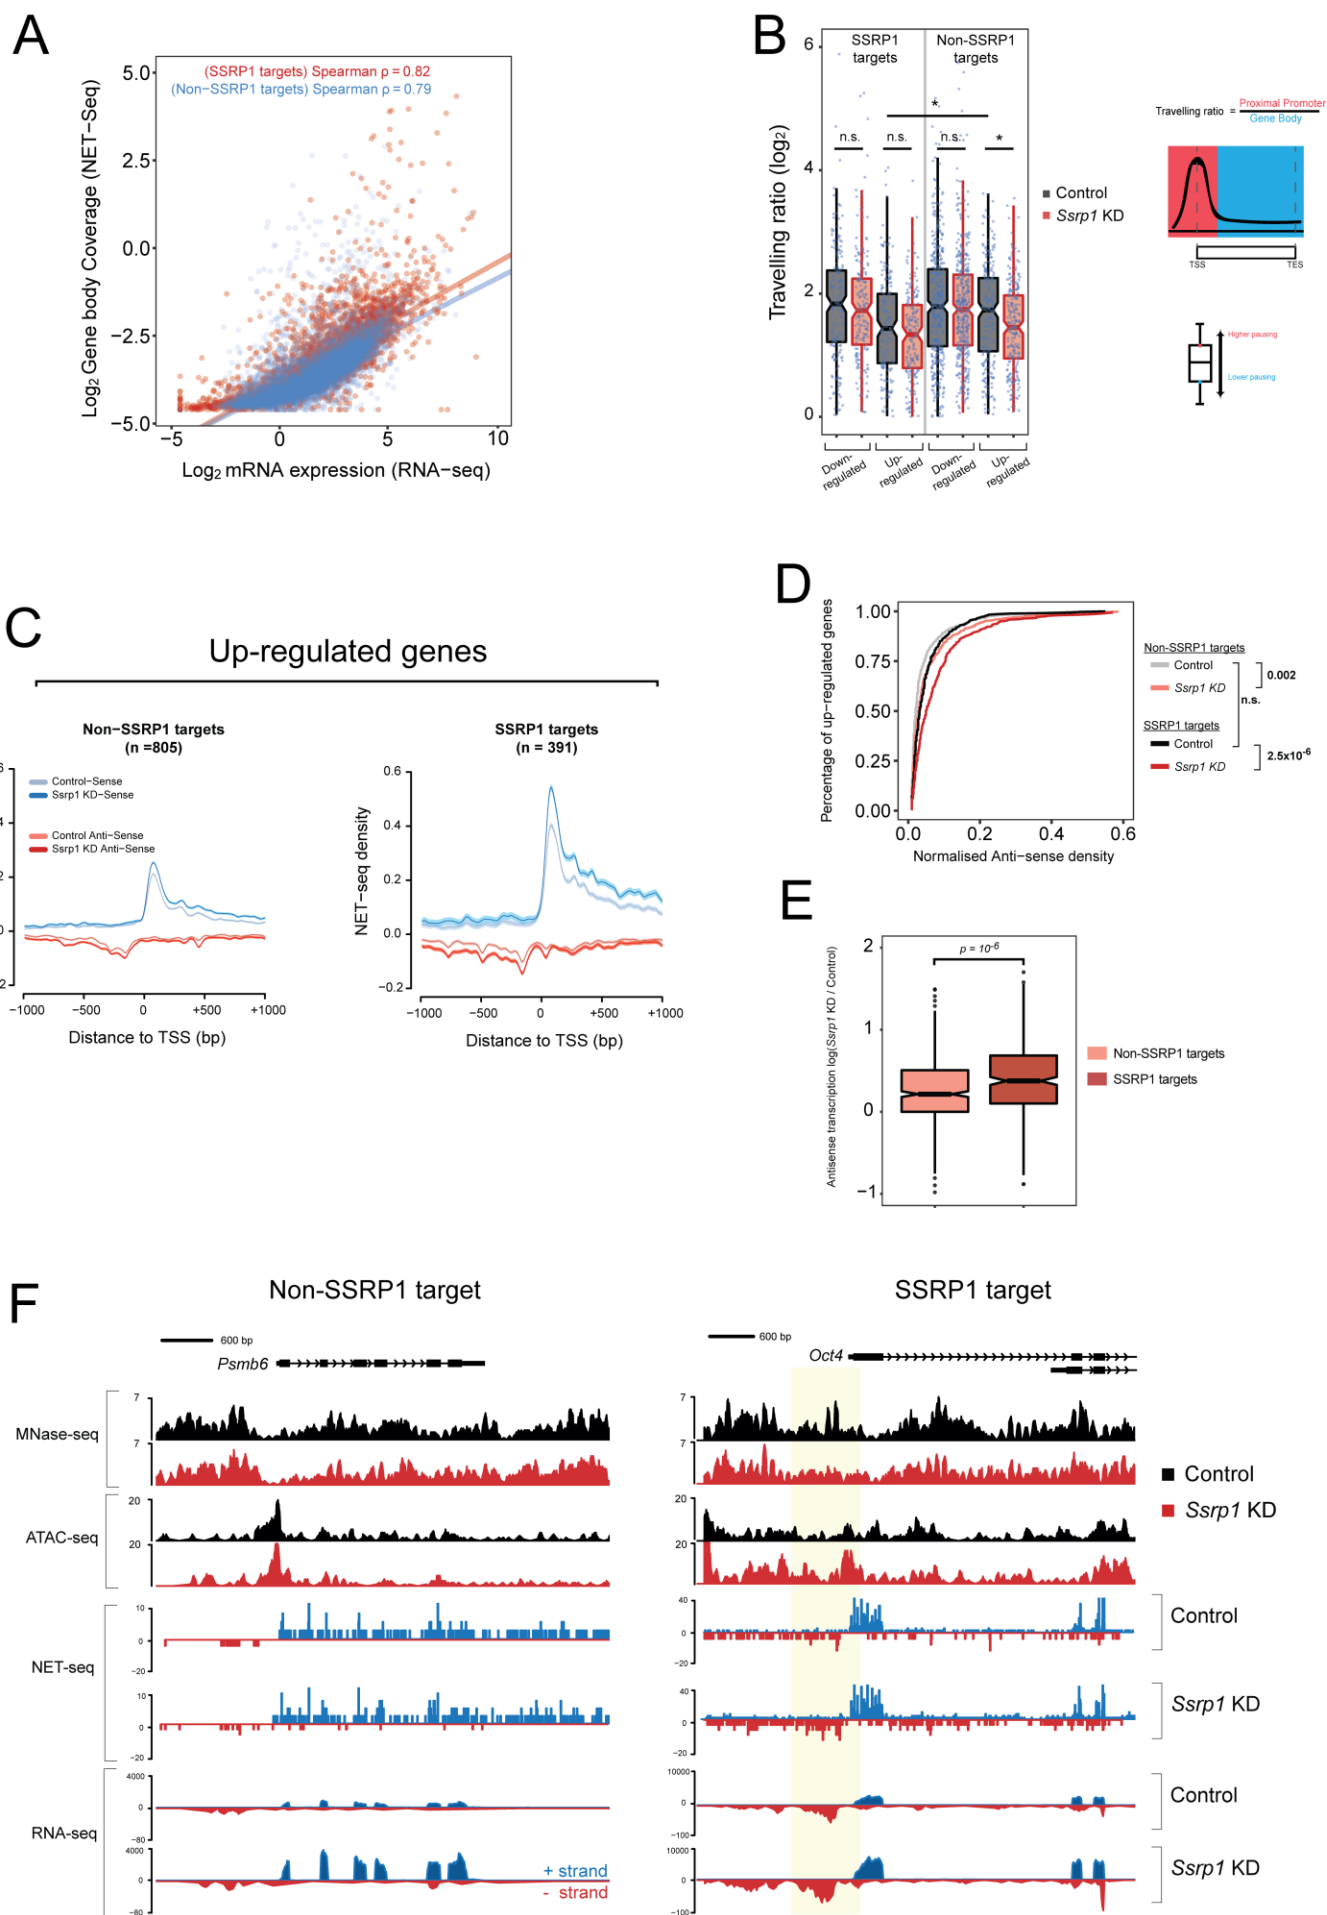 A
(SSRP1 targets) Spearman ρ = 0.82
(Non−SSRP1 targets) Spearman ρ = 0.79
Log2 Gene body Coverage (NET−Seq)
5.0
2.5
0.0
−2.5
−5.0
−5
0
5
10
Log2 mRNA expression (RNA−seq)
B
SSRP1 targets
Non-SSRP1 targets
Travelling ratio (log2)
6
4
2
0
*
n.s.
n.s.
n.s.
*
Control
Ssrp1 KD
Down-regulated
Up-regulated
Down-regulated
Up-regulated
Travelling ratio = Proximal Promoter
Gene Body
TSS
TES
Higher pausing
Lower pausing
C
Up-regulated genes
Non−SSRP1 targets
(n =805)
Control−Sense
Ssrp1 KD−Sense
Control Anti−Sense
Ssrp1 KD Anti−Sense
6
4
2
0
2
−1000
−500
0
+500
+1000
Distance to TSS (bp)
SSRP1 targets
(n = 391)
NET−seq density
0.6
0.4
0.2
0.0
−0.2
−1000
−500
0
+500
+1000
Distance to TSS (bp)
D
Percentage of up−regulated genes
1.00
0.75
0.50
0.25
0.00
0.0
0.2
0.4
0.6
Normalised Anti−sense density
Non-SSRP1 targets
Control
Ssrp1 KD
0.002
n.s.
SSRP1 targets
Control
Ssrp1 KD
2.5x10-6
E
Antisense transcription log(Ssrp1 KD / Control)
2
1
0
−1
p = 10-6
Non-SSRP1 targets
SSRP1 targets
F
Non-SSRP1 target
SSRP1 target
600 bp
Psmb6
600 bp
Oct4
MNase-seq
7
7
7
7
ATAC-seq
20
20
20
20
Control
Ssrp1 KD
NET-seq
10
0
−20
10
0
−20
40
0
−20
40
0
−20
Control
Ssrp1 KD
RNA-seq
4000
0
−80
4000
0
−80
+ strand
- strand
10000
0
−100
10000
0
−100
Control
Ssrp1 KD